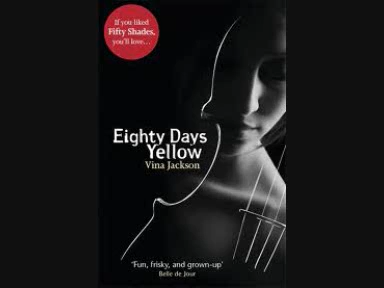 If you liked
Fifty Shades,
you'll love...
Eighty Days
Yellow
Vina Jackson
'Fun, frisky, and grown-up'
Belle de Jour